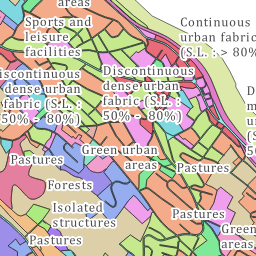 areas
Sports and
leisure
facilities
Continuous
urban fabric
(S.L. : > 80%
Discontinuous
dense urban
fabric (S.L. :
50% - 80%)
Discontinuous
dense urban
fabric (S.L. :
50% - 80%)
Pastures
Green urban
areas
Pastures
Forests
Isolated
structures
Pastures
Pastures
Green
areas